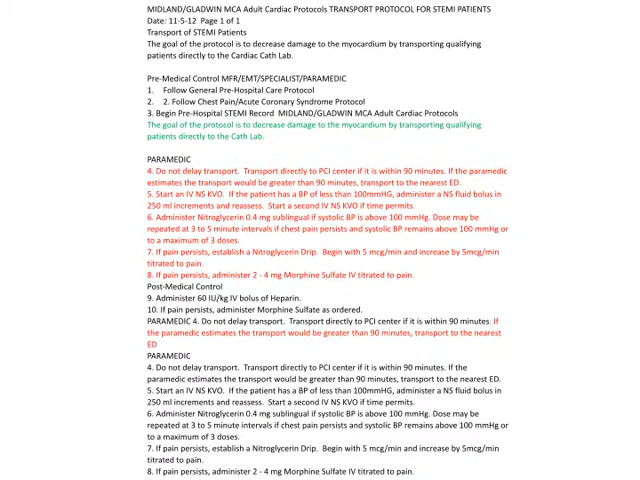 MIDLAND/GLADWIN MCA Adult Cardiac Protocols TRANSPORT PROTOCOL FOR STEMI PATIENTS
Date: 11-5-12  Page 1 of 1
Transport of STEMI Patients
The goal of the protocol is to decrease damage to the myocardium by transporting qualifying
patients directly to the Cardiac Cath Lab.
Pre-Medical Control MFR/EMT/SPECIALIST/PARAMEDIC
1.    Follow General Pre-Hospital Care Protocol
2.    2. Follow Chest Pain/Acute Coronary Syndrome Protocol
3. Begin Pre-Hospital STEMI Record  MIDLAND/GLADWIN MCA Adult Cardiac Protocols
The goal of the protocol is to decrease damage to the myocardium by transporting qualifying
patients directly to the Cath Lab.
PARAMEDIC
4. Do not delay transport.  Transport directly to PCI center if it is within 90 minutes. If the paramedic
estimates the transport would be greater than 90 minutes, transport to the nearest ED.
5. Start an IV NS KVO.  If the patient has a BP of less than 100mmHG, administer a NS fluid bolus in
250 ml increments and reassess.  Start a second IV NS KVO if time permits.
6. Administer Nitroglycerin 0.4 mg sublingual if systolic BP is above 100 mmHg. Dose may be
repeated at 3 to 5 minute intervals if chest pain persists and systolic BP remains above 100 mmHg or
to a maximum of 3 doses.
7. If pain persists, establish a Nitroglycerin Drip.  Begin with 5 mcg/min and increase by 5mcg/min
titrated to pain.
8. If pain persists, administer 2 - 4 mg Morphine Sulfate IV titrated to pain.
Post-Medical Control
9. Administer 60 IU/kg IV bolus of Heparin.
10. If pain persists, administer Morphine Sulfate as ordered.
PARAMEDIC 4. Do not delay transport.  Transport directly to PCI center if it is within 90 minutes. If
the paramedic estimates the transport would be greater than 90 minutes, transport to the nearest
ED
PARAMEDIC
4. Do not delay transport.  Transport directly to PCI center if it is within 90 minutes. If the
paramedic estimates the transport would be greater than 90 minutes, transport to the nearest ED.
5. Start an IV NS KVO.  If the patient has a BP of less than 100mmHG, administer a NS fluid bolus in
250 ml increments and reassess.  Start a second IV NS KVO if time permits.
6. Administer Nitroglycerin 0.4 mg sublingual if systolic BP is above 100 mmHg. Dose may be
repeated at 3 to 5 minute intervals if chest pain persists and systolic BP remains above 100 mmHg or
to a maximum of 3 doses.
7. If pain persists, establish a Nitroglycerin Drip.  Begin with 5 mcg/min and increase by 5mcg/min
titrated to pain.
8. If pain persists, administer 2 - 4 mg Morphine Sulfate IV titrated to pain.